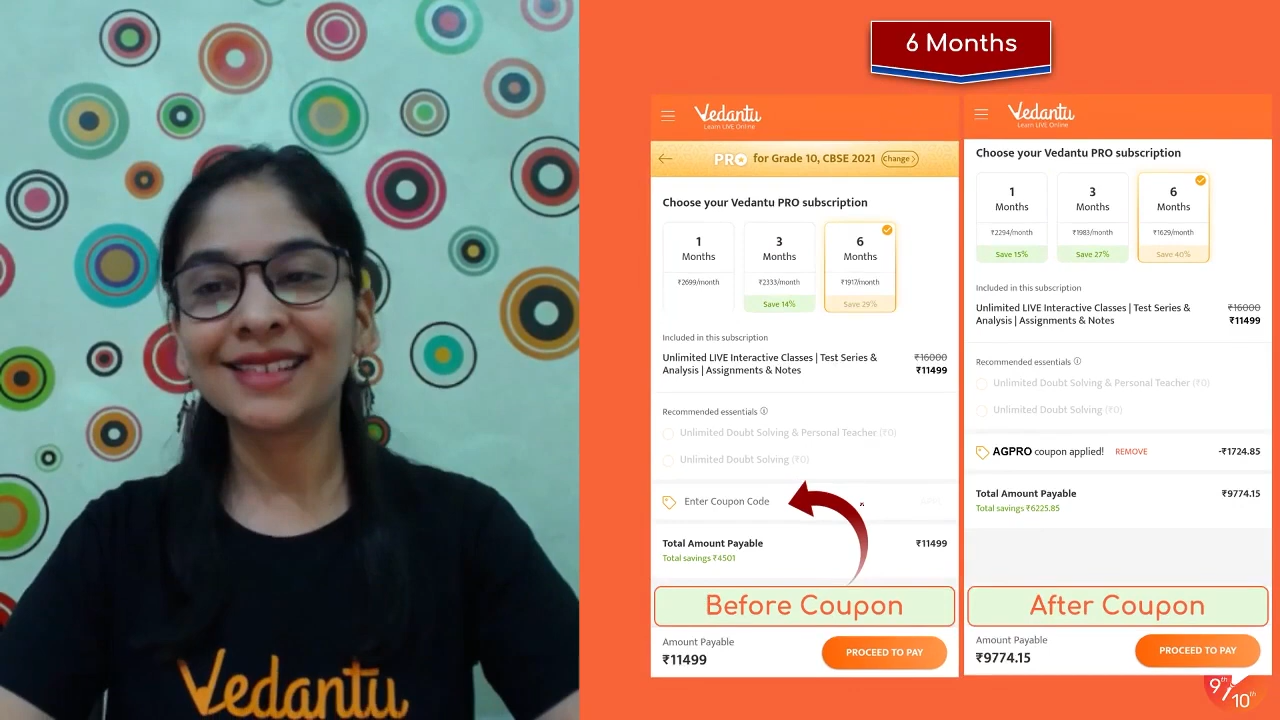 6 Months
Vedantu
Learn LIVE Online
PRO for Grade 10, CBSE 2021 Change
Choose your Vedantu PRO subscription
1 3 6
Months Months Months
₹2699/month ₹2333/month ₹1917/month
Save 14% Save 29%
Included in this subscription
Unlimited LIVE Interactive Classes | Test Series & ₹16000
Analysis | Assignments & Notes ₹11499
Recommended essentials
Unlimited Doubt Solving & Personal Teacher (₹0)
Unlimited Doubt Solving (₹0)
Enter Coupon Code
Total Amount Payable ₹11499
Total savings ₹4501
Before Coupon
Amount Payable
₹11499
PROCEED TO PAY
Vedantu
Learn LIVE Online
Choose your Vedantu PRO subscription
1 3 6
Months Months Months
₹2294/month ₹1983/month ₹1629/month
Save 15% Save 27% Save 40%
Included in this subscription
Unlimited LIVE Interactive Classes | Test Series & ₹16000
Analysis | Assignments & Notes ₹11499
Recommended essentials
Unlimited Doubt Solving & Personal Teacher (₹0)
Unlimited Doubt Solving (₹0)
AGPRO coupon applied! REMOVE -₹1724.85
Total Amount Payable ₹9774.15
Total savings ₹6225.85
After Coupon
Amount Payable
₹9774.15
PROCEED TO PAY
9th/10th
Vedantu